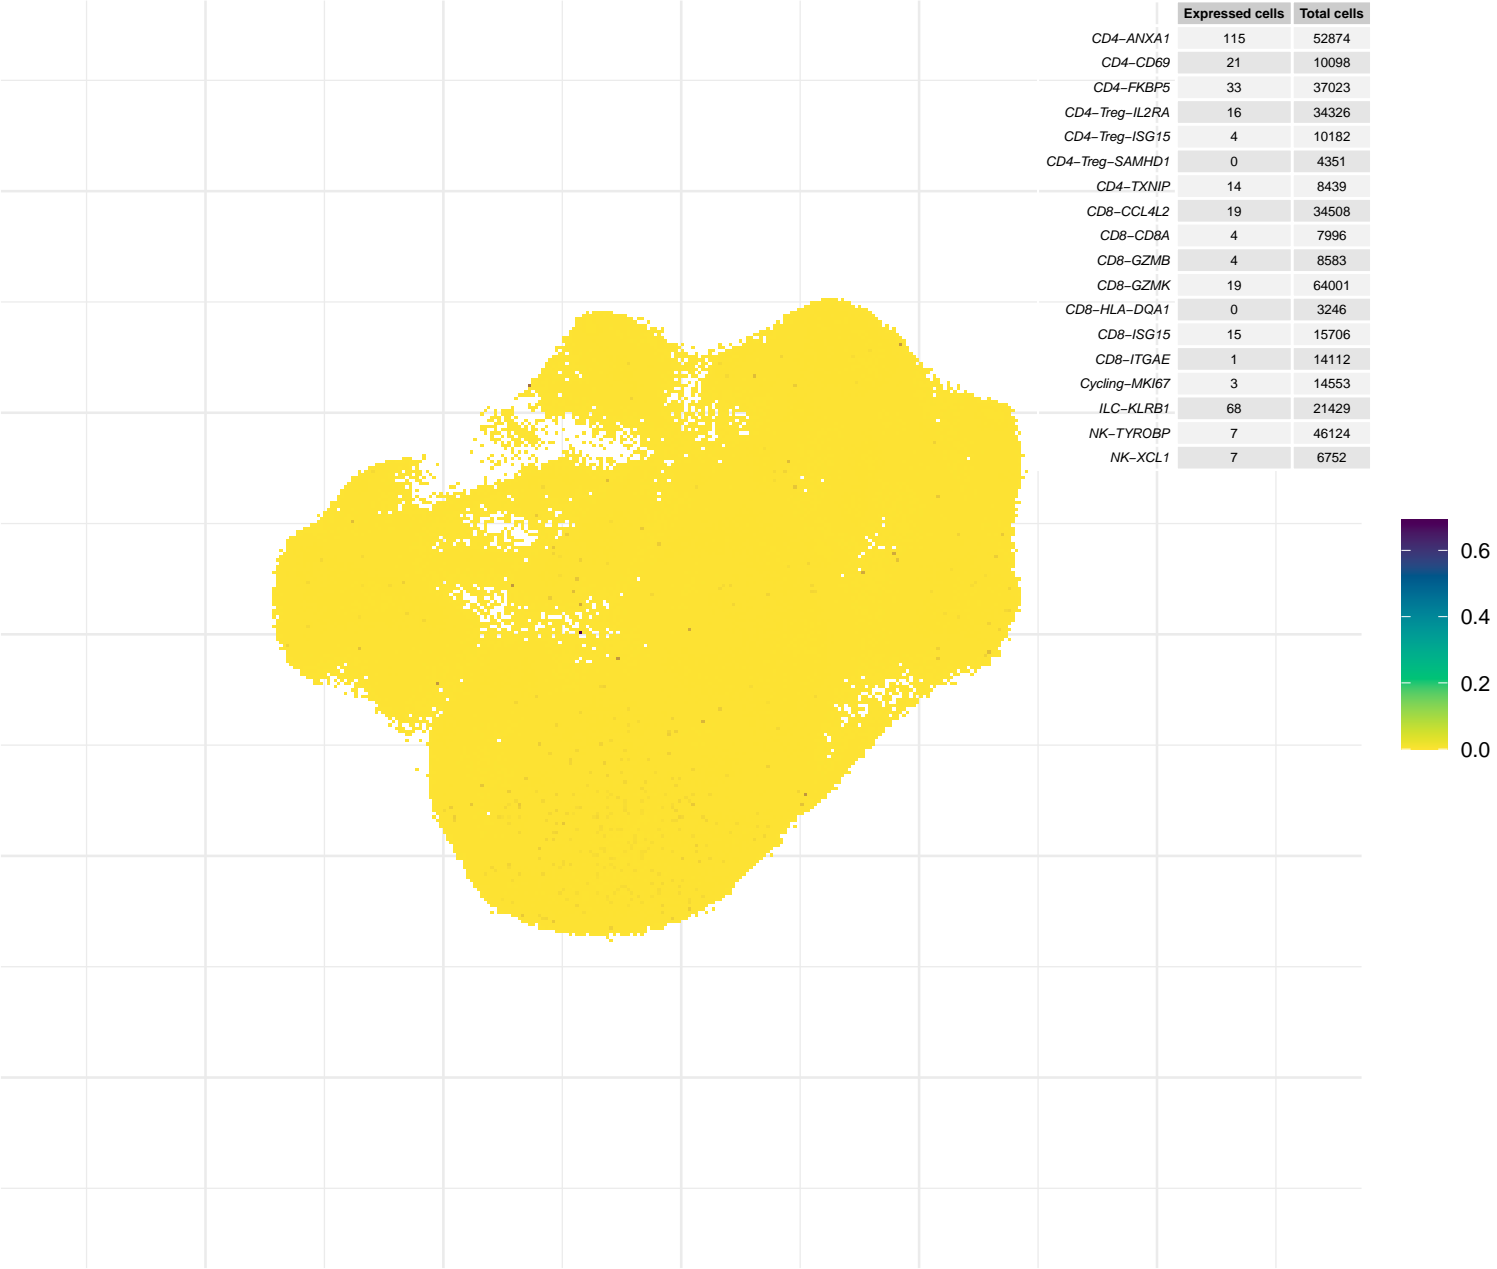 Expressed cells Total cells
CD4−ANXA1 115 52874
CD4−CD69 21 10098
CD4−FKBP5 33 37023
CD4−Treg−IL2RA 16 34326
CD4−Treg−ISG15 4 10182
CD4−Treg−SAMHD1 0 4351
CD4−TXNIP 14 8439
CD8−CCL4L2 19 34508
CD8−CD8A 4 7996
CD8−GZMB 4 8583
CD8−GZMK 19 64001
CD8−HLA−DQA1 0 3246
CD8−ISG15 15 15706
CD8−ITGAE 1 14112
Cycling−MKI67 3 14553
ILC−KLRB1 68 21429
NK−TYROBP 7 46124
NK−XCL1 7 6752
0.6
0.4
0.2
0.0